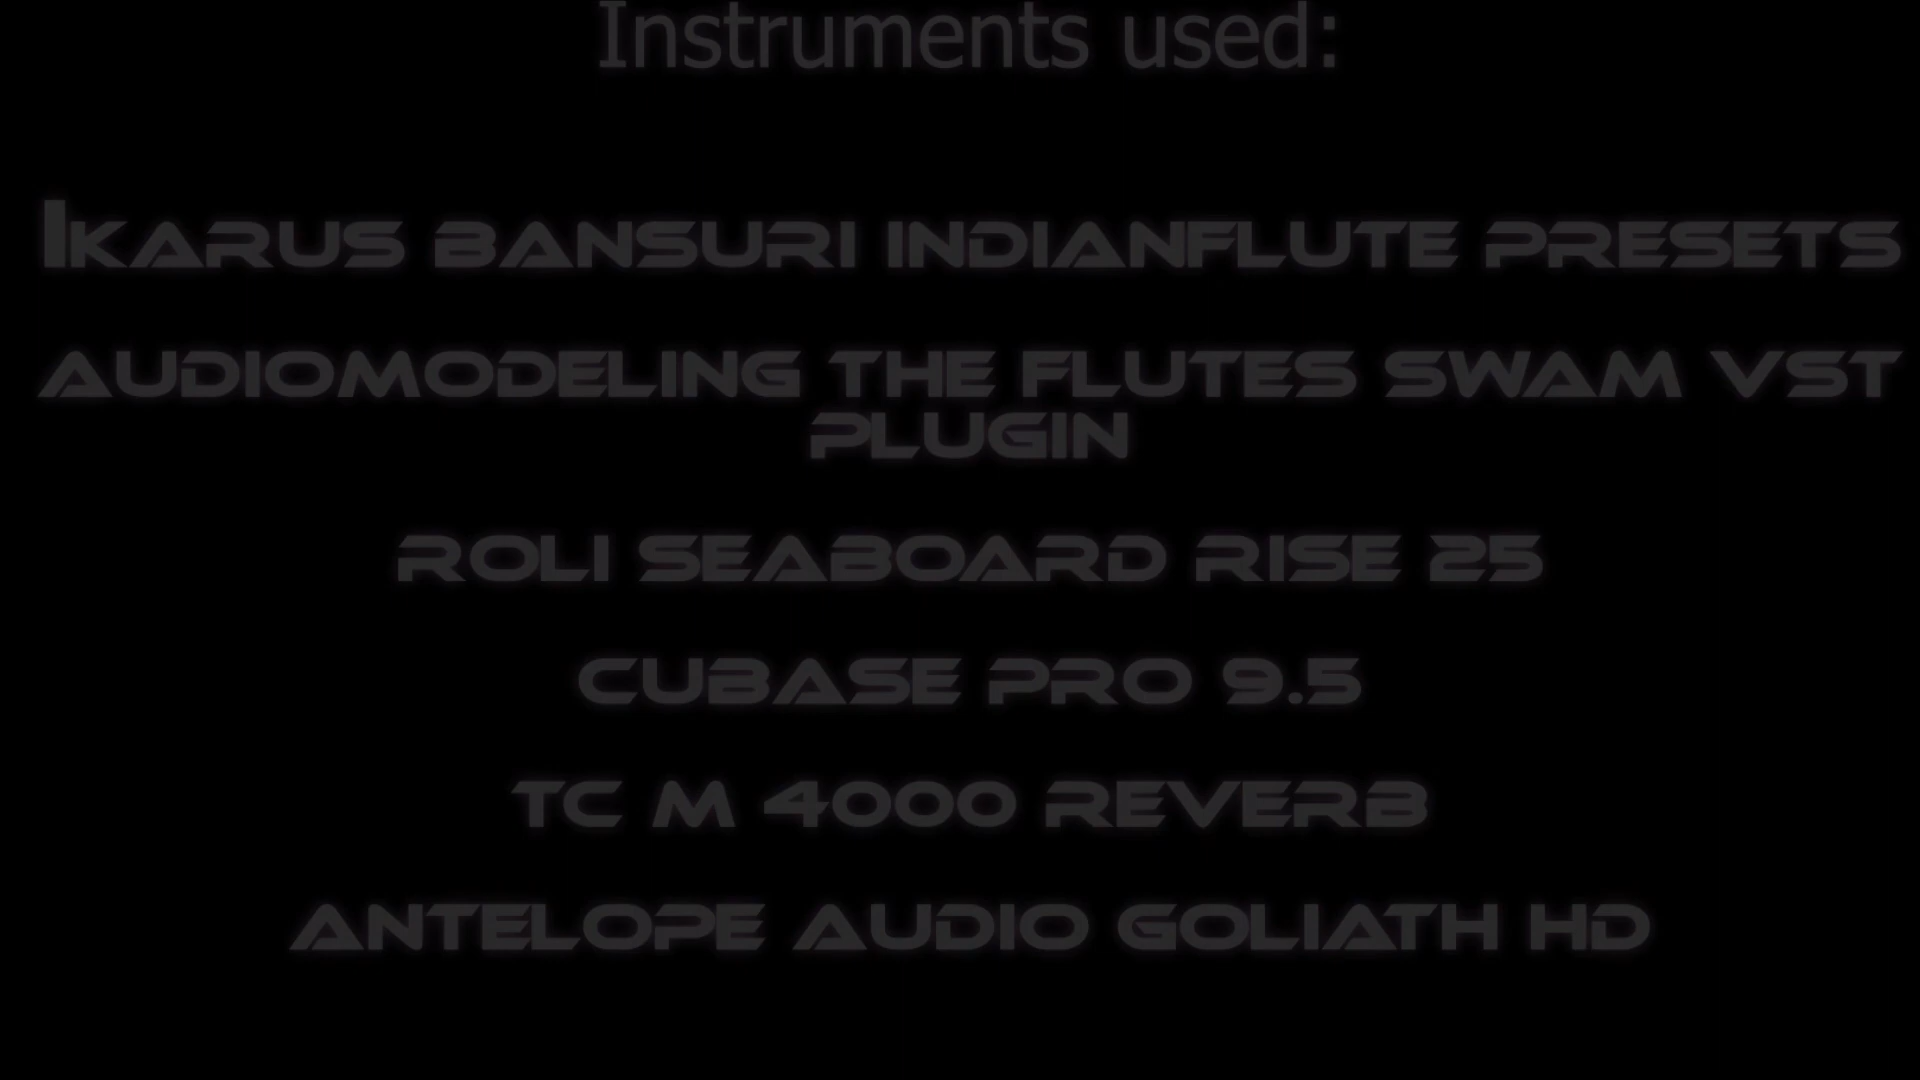 Instruments used:
Ikarus bansuri indianflute presets
audiomodeling the flutes swam vst
plugin
roli seaboard rise 25
cubase pro 9.5
tc m 4000 reverb
antelope audio goliath hd